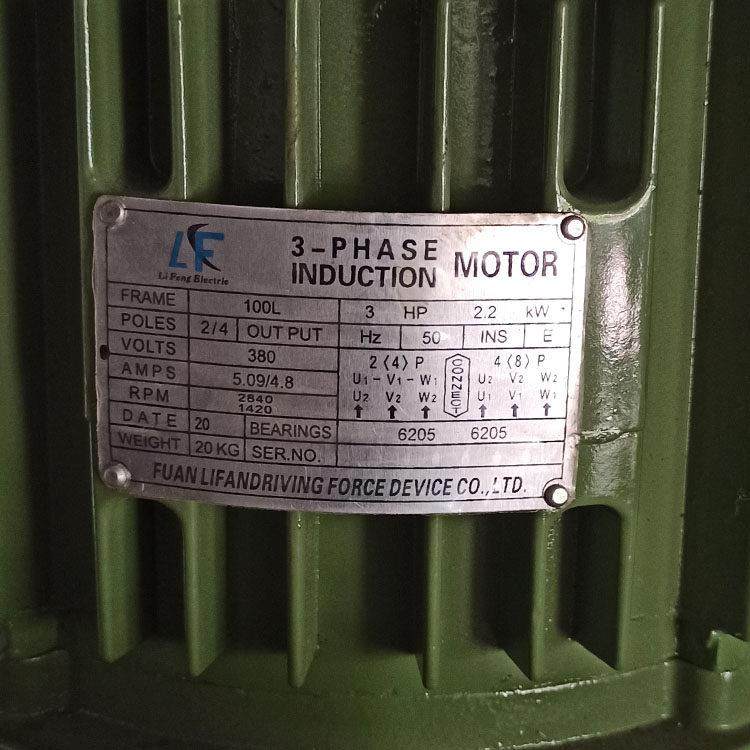 LF
Li Feng Electric
3-PHASE
INDUCTION MOTOR
FRAME 100L 3 HP 2.2 kW
POLES 2/4 OUT PUT Hz 50 INS E
VOLTS 380
AMPS 5.09/4.8
RPM 2840
1420
2 (4) P CONNECT 4 (8) P
U1 - V1 - W1 U2 V2 W2
U2 V2 W2 U1 V1 W1
DATE 20 BEARINGS 6205 6205
WEIGHT 20 KG SER.NO.
FUAN LIFANDRIVING FORCE DEVICE CO.,LTD.